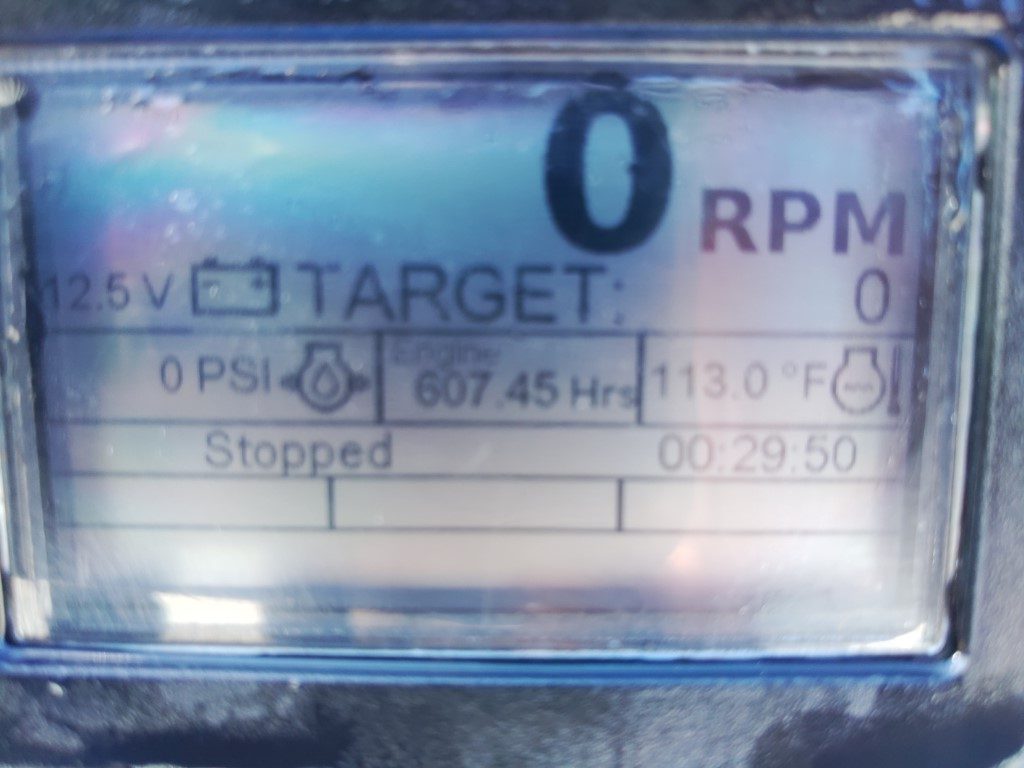 0 RPM
12.5 V TARGET: 0
0 PSI Engine 607.45 Hrs 113.0 °F
Stopped 00:29:50